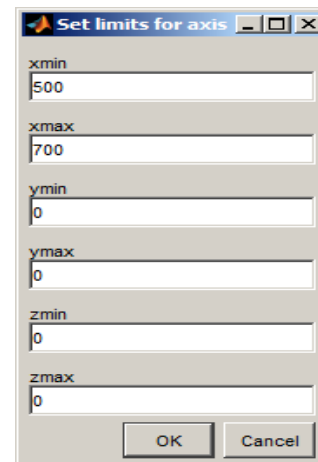 Set limits for axis
xmin
500
xmax
700
ymin
0
ymax
0
zmin
0
zmax
0
OK Cancel